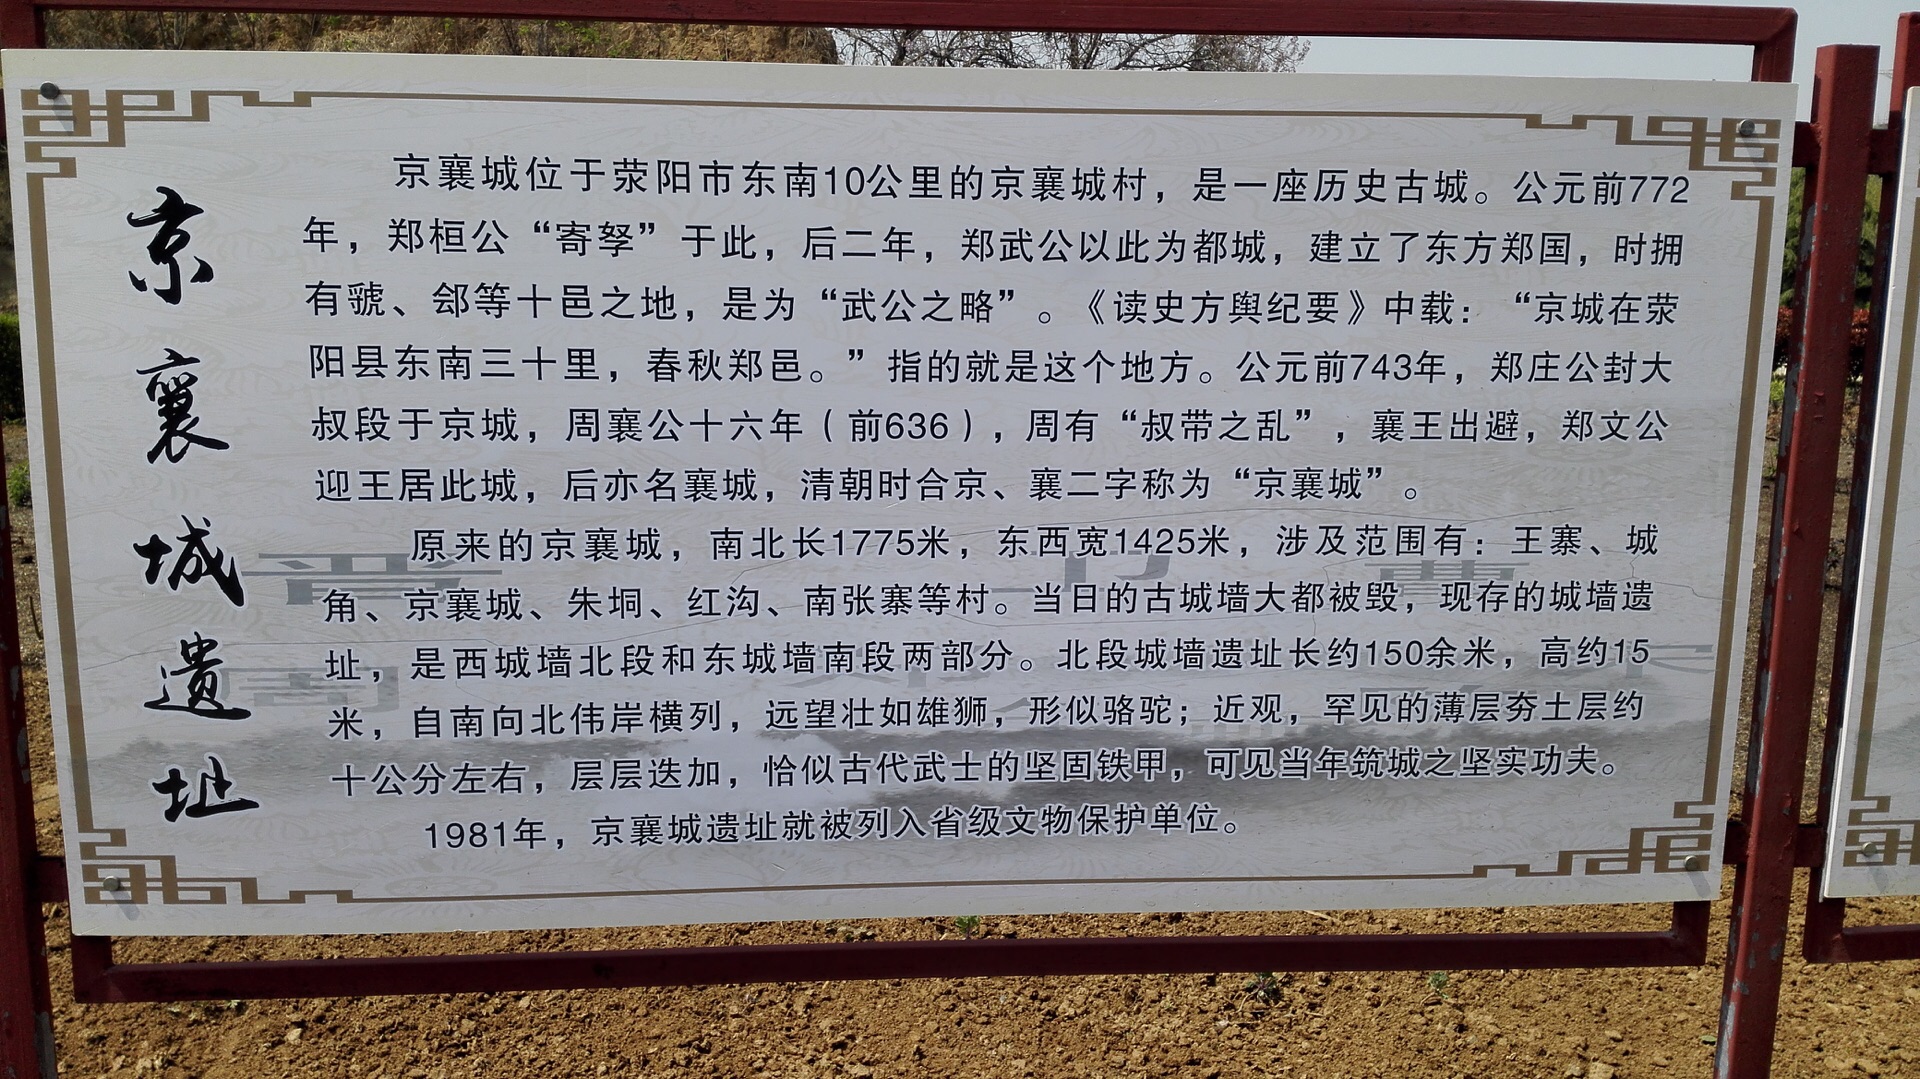 京襄城遗址
京襄城位于荥阳市东南10公里的京襄城村，是一座历史古城。公元前772
年，郑桓公“寄孥”于此，后二年，郑武公以此为都城，建立了东方郑国，时拥
有虢、郐等十邑之地，是为“武公之略”。《读史方舆纪要》中载：“京城在荥
阳县东南三十里，春秋郑邑。”指的就是这个地方。公元前743年，郑庄公封大
叔段于京城，周襄公十六年（前636），周有“叔带之乱”，襄王出避，郑文公
迎王居此城，后亦名襄城，清朝时合京、襄二字称为“京襄城”。
原来的京襄城，南北长1775米，东西宽1425米，涉及范围有：王寨、城
角、京襄城、朱垌、红沟、南张寨等村。当日的古城墙大都被毁，现存的城墙遗
址，是西城墙北段和东城墙南段两部分。北段城墙遗址长约150余米，高约15
米，自南向北伟岸横列，远望壮如雄狮，形似骆驼；近观，罕见的薄层夯土层约
十公分左右，层层迭加，恰似古代武士的坚固铁甲，可见当年筑城之坚实功夫。
1981年，京襄城遗址就被列入省级文物保护单位。